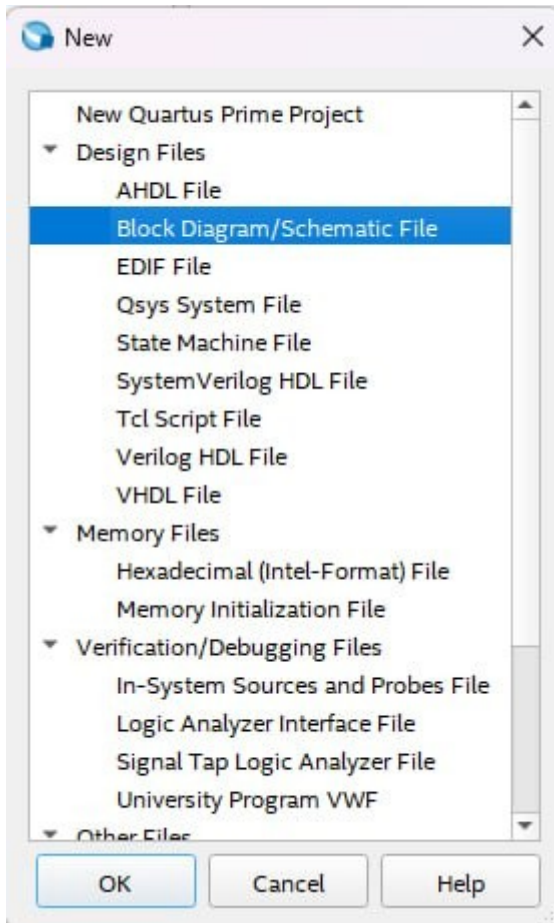 New
New Quartus Prime Project
Design Files
AHDL File
Block Diagram/Schematic File
EDIF File
Qsys System File
State Machine File
SystemVerilog HDL File
Tcl Script File
Verilog HDL File
VHDL File
Memory Files
Hexadecimal (Intel-Format) File
Memory Initialization File
Verification/Debugging Files
In-System Sources and Probes File
Logic Analyzer Interface File
Signal Tap Logic Analyzer File
University Program VWF
Other Files
OK Cancel Help